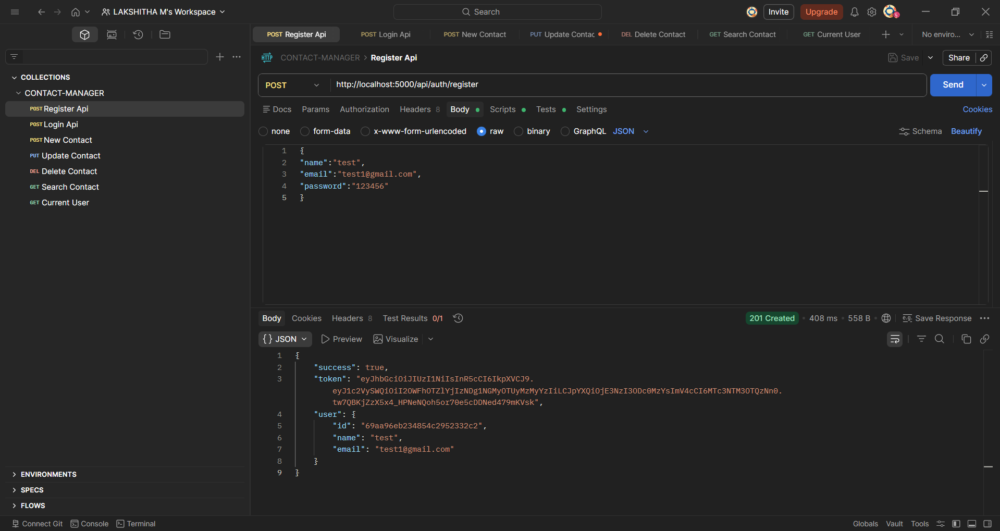 LAKSHITHA M's Workspace
Search
Invite
Upgrade
L
POST Register Api
POST Login Api
POST New Contact
PUT Update Contac
DEL Delete Contact
GET Search Contact
GET Current User
No enviro...
COLLECTIONS
CONTACT-MANAGER
POST Register Api
POST Login Api
POST New Contact
PUT Update Contact
DEL Delete Contact
GET Search Contact
GET Current User
ENVIRONMENTS
SPECS
FLOWS
HTTP CONTACT-MANAGER > Register Api
Save
Share
POST http://localhost:5000/api/auth/register
Send
Docs Params Authorization Headers 8 Body Scripts Tests Settings
Cookies
none form-data x-www-form-urlencoded raw binary GraphQL JSON
Schema Beautify
1 {
2 "name":"test",
3 "email":"test1@gmail.com",
4 "password":"123456"
5 }
Body Cookies Headers 8 Test Results 0/1
201 Created • 408 ms • 558 B •
e.g. Save Response
{} JSON Preview Visualize
1 {
2 "success": true,
3 "token": "eyJhbGciOiJIUzI1NiIsInR5cCI6IkpXVCJ9.
eyJ1c2VySWQiOiI2OWFhOTZlYjIzNDg1NGMyOTUyMzMyYzIiLCJpYXQiOjE3NzI3ODc0MzYsImV4cCI6MTc3NTM3OTQzNn0.
tw7QBKjZzX5x4_HPNeNQoh5or70e5cDDNed479mKVsk",
4 "user": {
5 "id": "69aa96eb234854c2952332c2",
6 "name": "test",
7 "email": "test1@gmail.com"
8 }
9 }
Connect Git Console Terminal
Globals Vault Tools